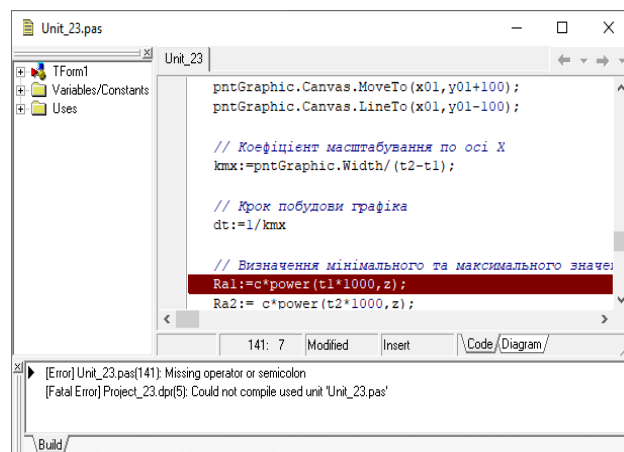 Unit_23.pas
TForm1
Variables/Constants
Uses
Unit_23
pntGraphic.Canvas.MoveTo(x01,y01+100);
pntGraphic.Canvas.LineTo(x01,y01-100);
// Коефіцієнт масштабування по осі X
kmx:=pntGraphic.Width/(t2-t1);
// Крок побудови графіка
dt:=1/kmx
// Визначення мінімального та максимального значен
Ra1:=c*power(t1*1000,z);
Ra2:= c*power(t2*1000,z);
141: 7 Modified Insert Code Diagram
[Error] Unit_23.pas(141): Missing operator or semicolon
[Fatal Error] Project_23.dpr(5): Could not compile used unit 'Unit_23.pas'
Build